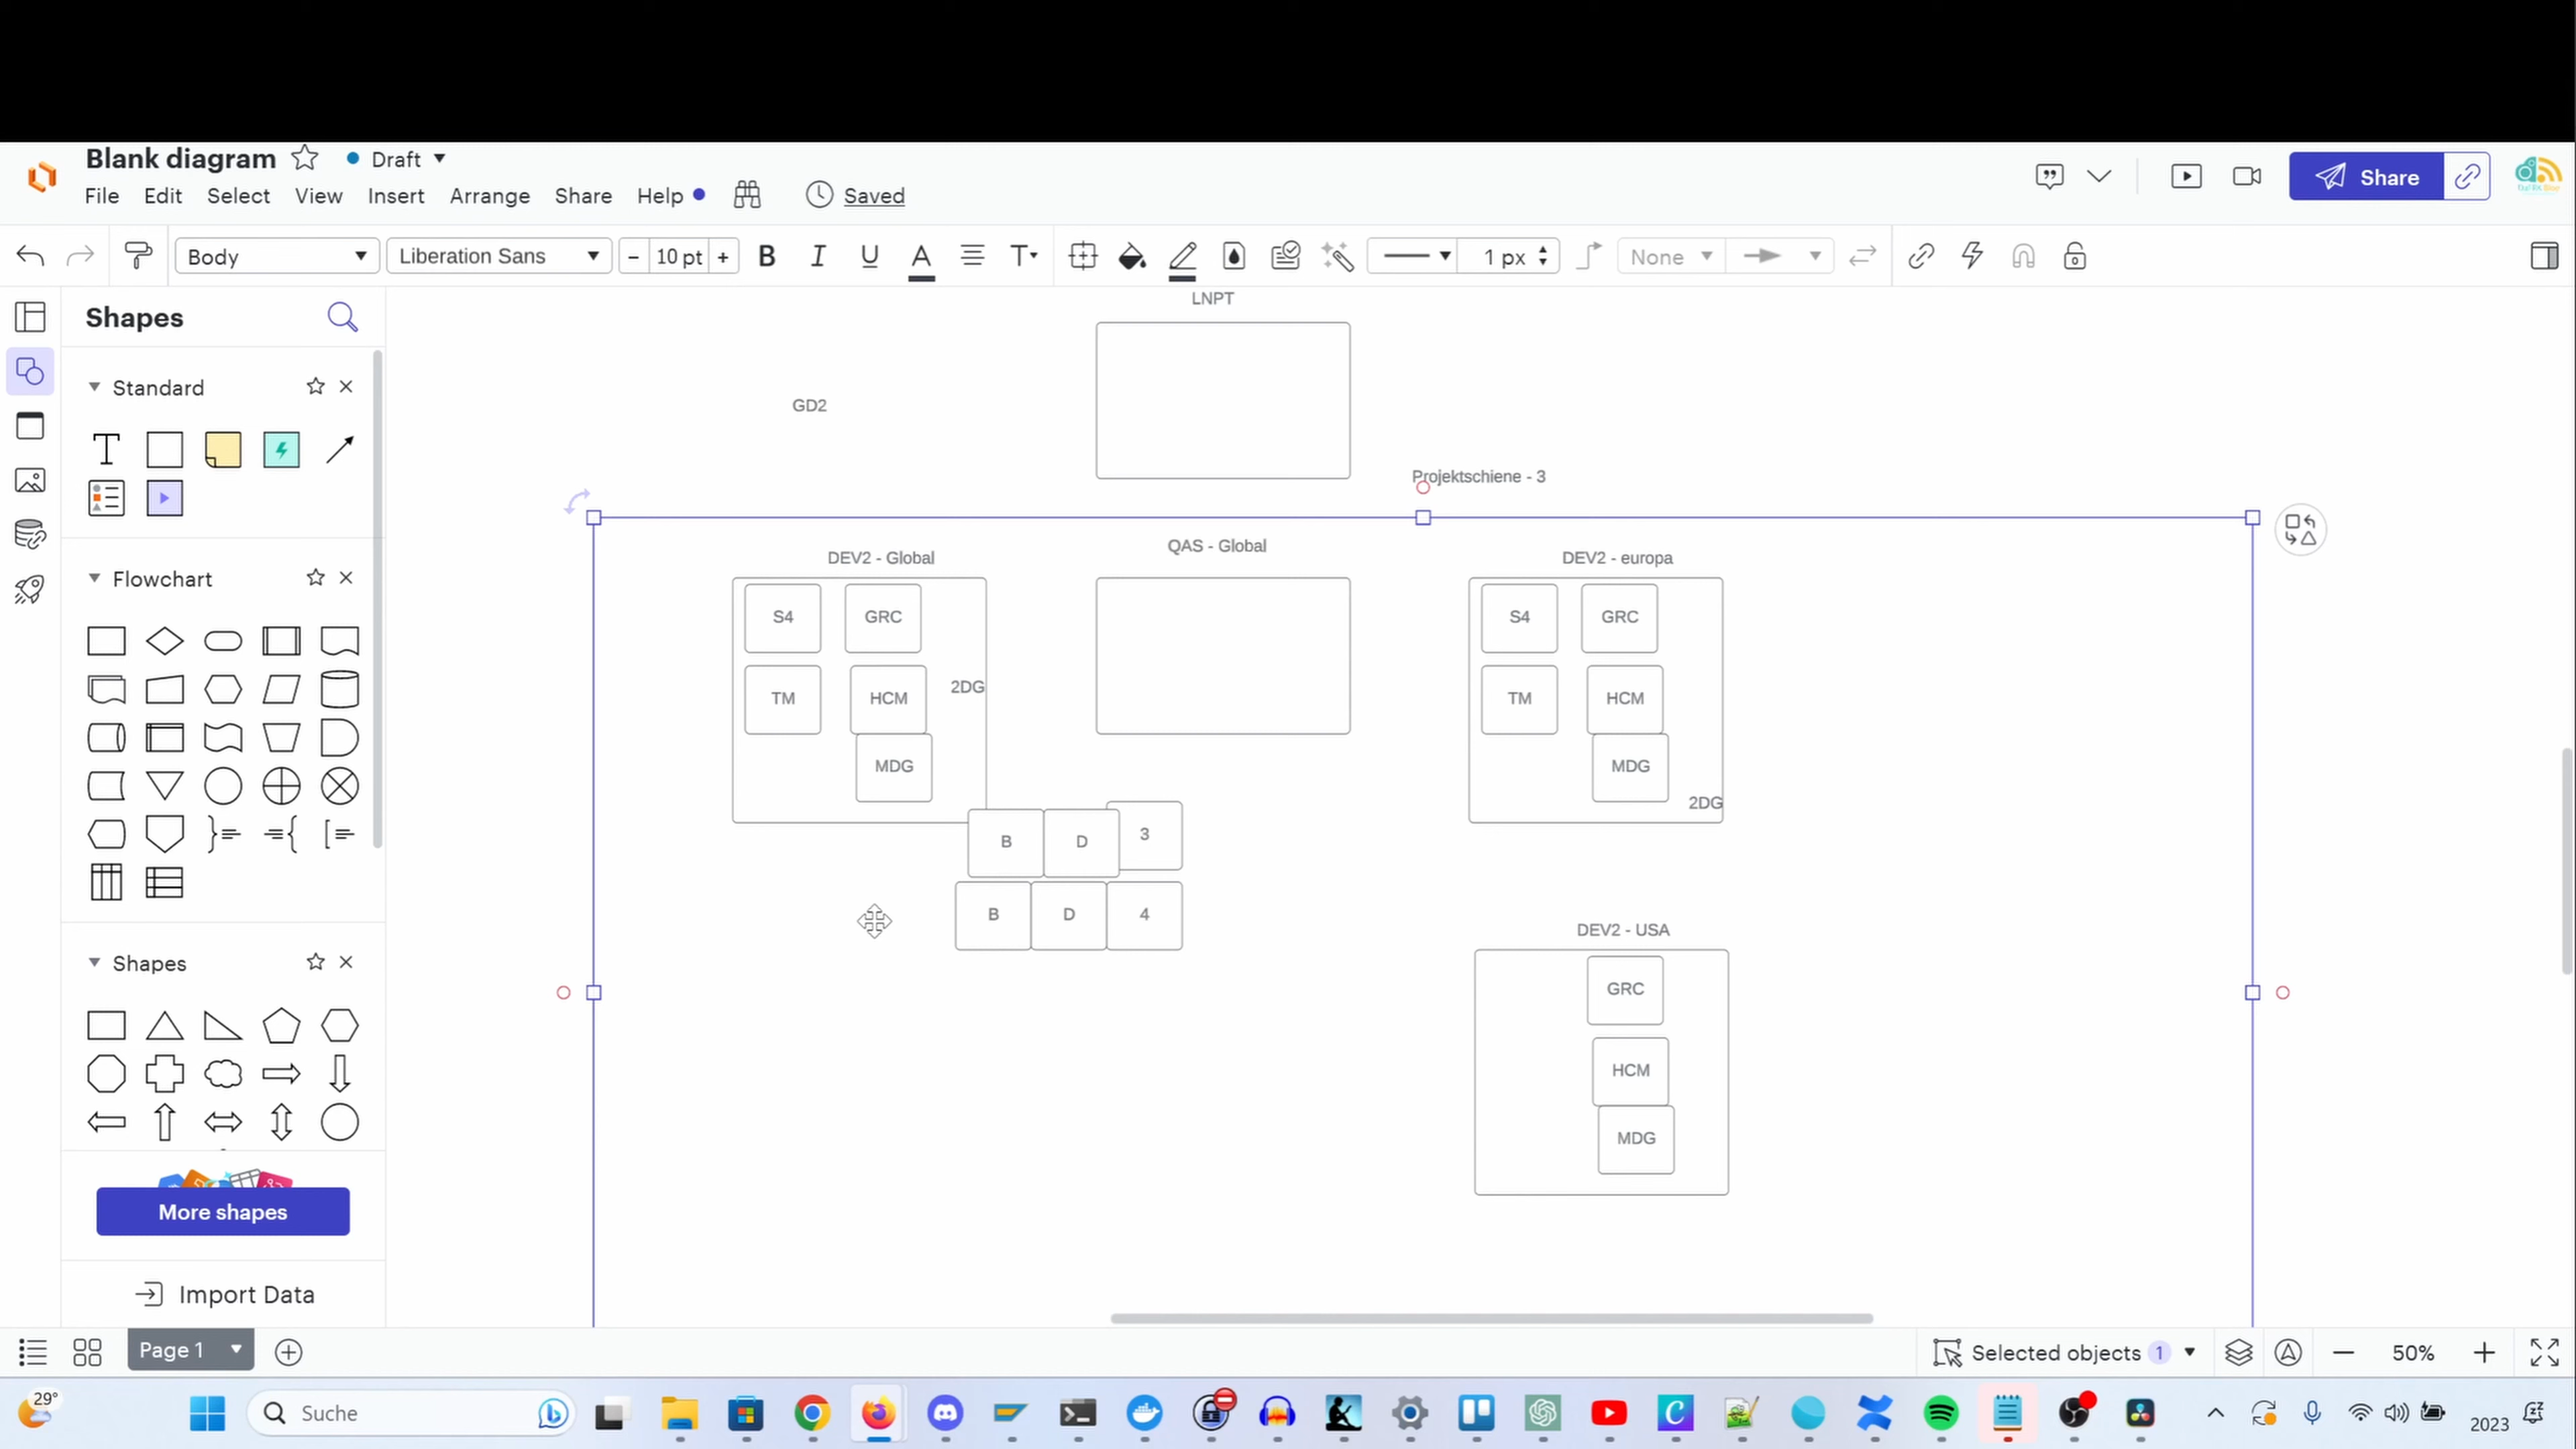 Blank diagram
Draft
File Edit Select View Insert Arrange Share Help
Saved
Share
Body
Liberation Sans
10 pt
B I U A T
1 px
None
Shapes
Standard
T
Flowchart
Shapes
More shapes
Import Data
LNPT
GD2
Projektschiene - 3
DEV2 - Global
QAS - Global
DEV2 - europa
S4 GRC
TM HCM
2DG
MDG
S4 GRC
TM HCM
MDG
2DG
B D 3
B D 4
DEV2 - USA
GRC
HCM
MDG
Page 1
Selected objects 1
50%
29°
Suche
2023